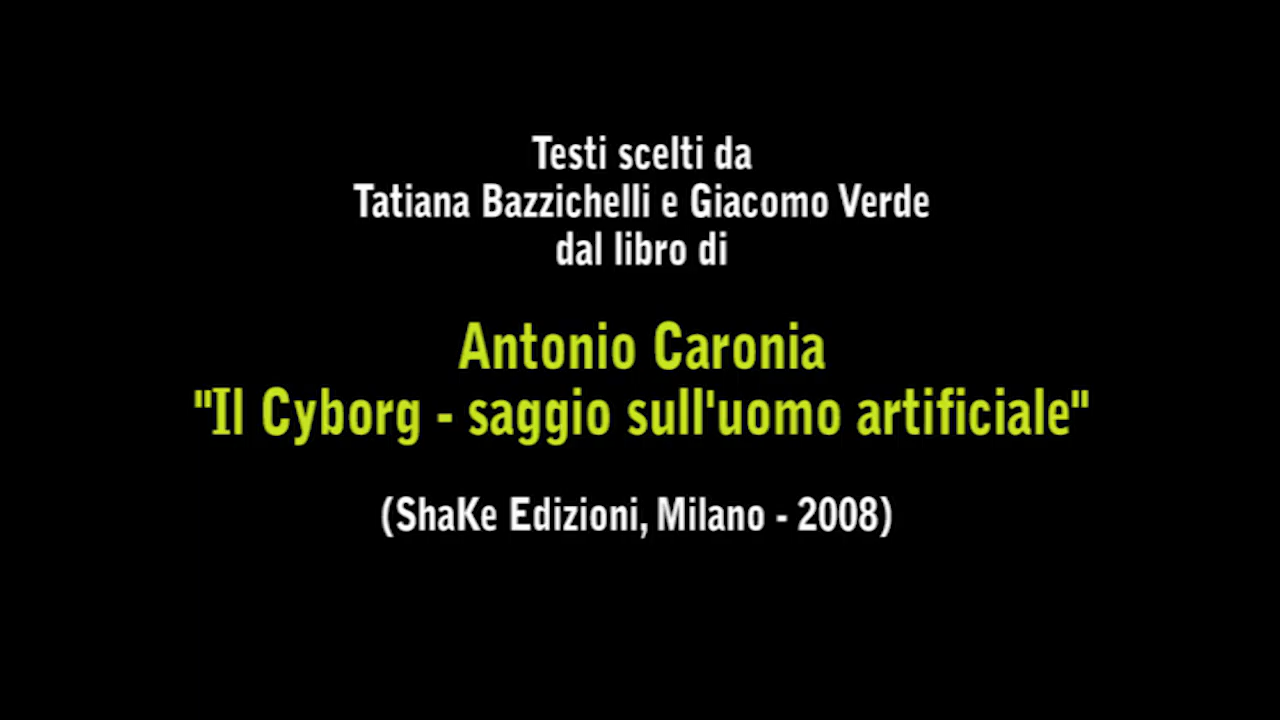 Testi scelti da
Tatiana Bazzichelli e Giacomo Verde
dal libro di
Antonio Caronia
"Il Cyborg - saggio sull'uomo artificiale"
(ShaKe Edizioni, Milano - 2008)